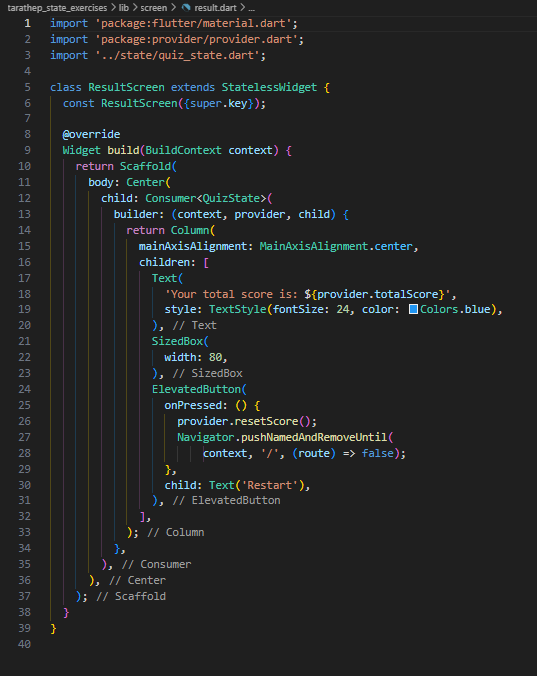 tarathep_state_exercises > lib > screen > result.dart > ...
1 import 'package:flutter/material.dart';
2 import 'package:provider/provider.dart';
3 import '../state/quiz_state.dart';
4
5 class ResultScreen extends StatelessWidget {
6   const ResultScreen({super.key});
7
8   @override
9   Widget build(BuildContext context) {
10     return Scaffold(
11       body: Center(
12         child: Consumer<QuizState>(
13           builder: (context, provider, child) {
14             return Column(
15               mainAxisAlignment: MainAxisAlignment.center,
16               children: [
17                 Text(
18                   'Your total score is: ${provider.totalScore}',
19                   style: TextStyle(fontSize: 24, color: Colors.blue),
20                 ), // Text
21                 SizedBox(
22                   width: 80,
23                 ), // SizedBox
24                 ElevatedButton(
25                   onPressed: () {
26                     provider.resetScore();
27                     Navigator.pushNamedAndRemoveUntil(
28                         context, '/', (route) => false);
29                   },
30                   child: Text('Restart'),
31                 ), // ElevatedButton
32               ],
33             ); // Column
34           },
35         ), // Consumer
36       ), // Center
37     ); // Scaffold
38   }
39 }
40